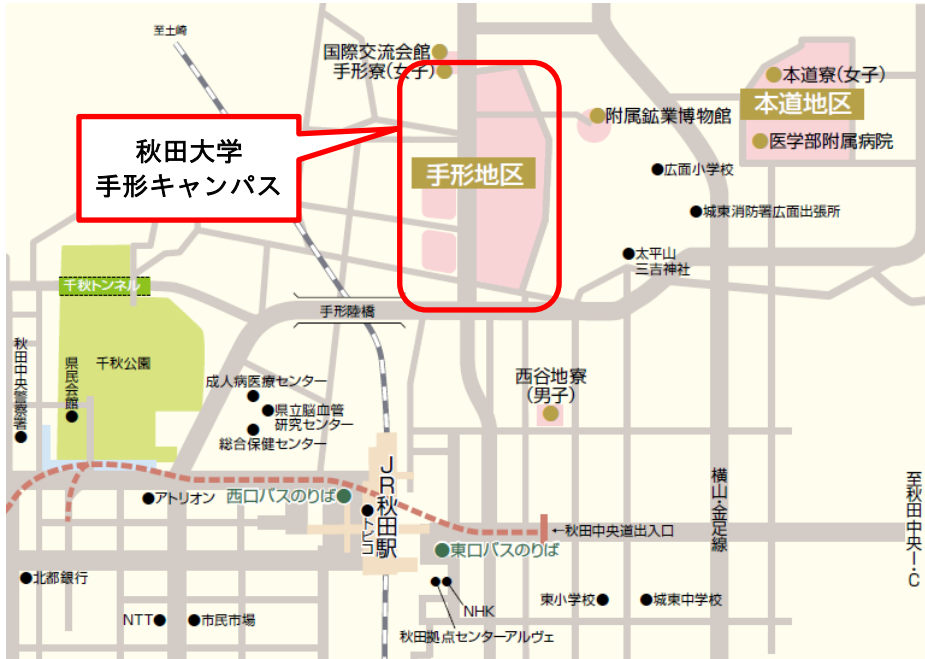 至土崎
国際交流会館
手形寮(女子)
本道寮(女子)
本道地区
附属鉱業博物館
医学部附属病院
秋田大学
手形キャンパス
手形地区
広面小学校
城東消防署広面出張所
太平山
三吉神社
千秋トンネル
手形陸橋
秋田中央警察署
県民会館
千秋公園
成人病医療センター
県立脳血管
研究センター
総合保健センター
西谷地寮
(男子)
JR秋田駅
横山・金足線
至秋田中央I・C
アトリオン
西口バスのりば
トピコ
←秋田中央道出入口
東口バスのりば
北都銀行
NHK
東小学校
城東中学校
NTT
市民市場
秋田拠点センターアルヴェ